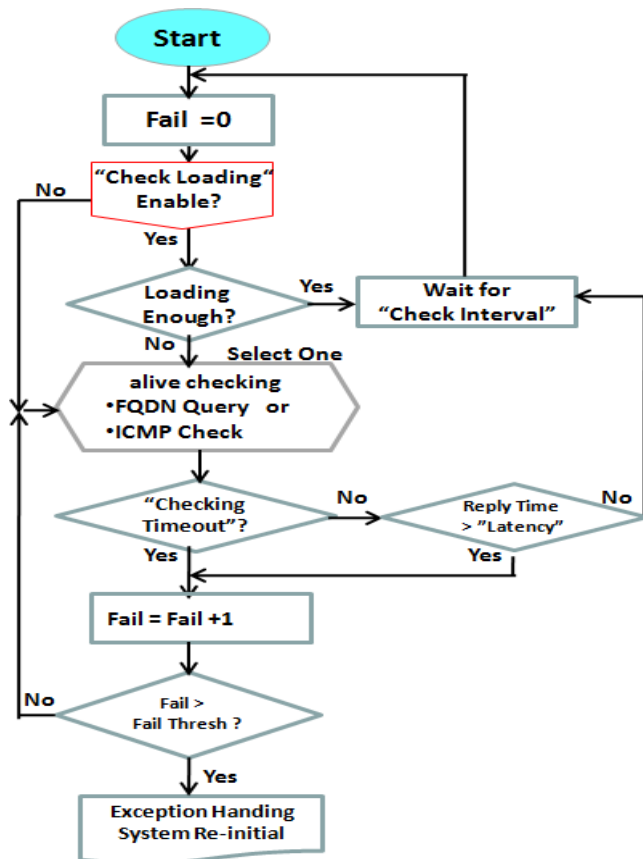 Start
Fail =0
“Check Loading“
Enable?
No
Yes
Loading
Enough?
Yes
Wait for
“Check Interval”
No
Select One
alive checking
•FQDN Query or
•ICMP Check
“Checking
Timeout”?
No
Reply Time
> ”Latency”
No
Yes
Yes
Fail = Fail +1
No
Fail >
Fail Thresh ?
Yes
Exception Handing
System Re-initial